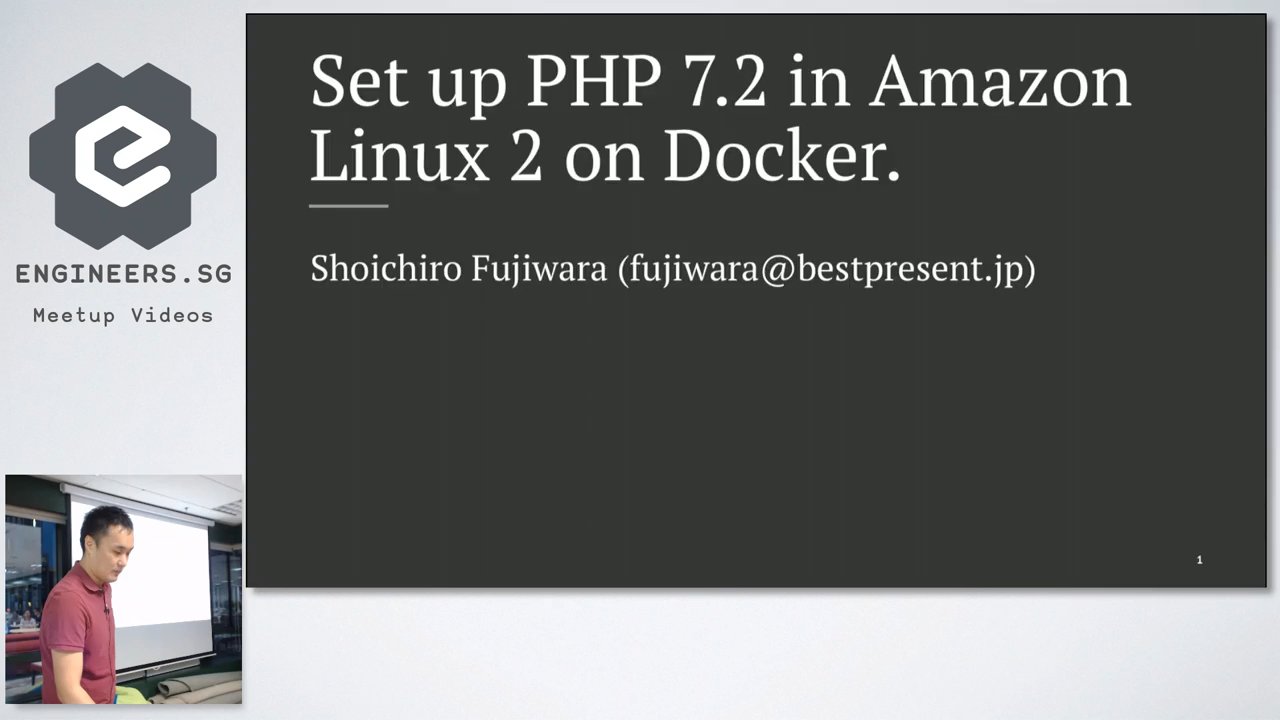 Set up PHP 7.2 in Amazon
Linux 2 on Docker.
Shoichiro Fujiwara (fujiwara@bestpresent.jp)
1
ENGINEERS.SG
Meetup Videos